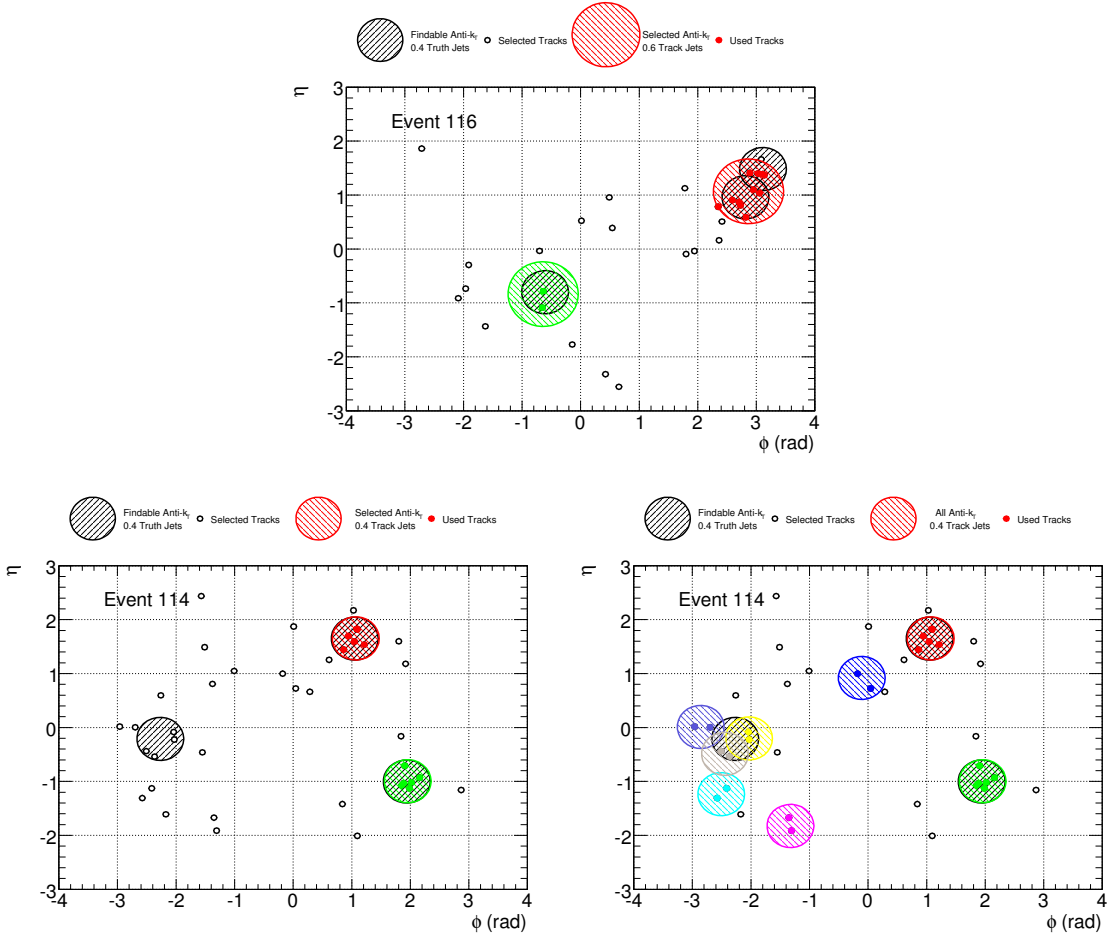 Findable Anti-kT
0.4 Truth Jets
Selected Tracks
Selected Anti-kT
0.6 Track Jets
Used Tracks
η
3
2
1
0
-1
-2
-3
Event 116
-4 -3 -2 -1 0 1 2 3 4
φ (rad)
Findable Anti-kT
0.4 Truth Jets
Selected Tracks
Selected Anti-kT
0.4 Track Jets
Used Tracks
η
3
2
1
0
-1
-2
-3
Event 114
-4 -3 -2 -1 0 1 2 3 4
φ (rad)
Findable Anti-kT
0.4 Truth Jets
Selected Tracks
All Anti-kT
0.4 Track Jets
Used Tracks
η
3
2
1
0
-1
-2
-3
Event 114
-4 -3 -2 -1 0 1 2 3 4
φ (rad)